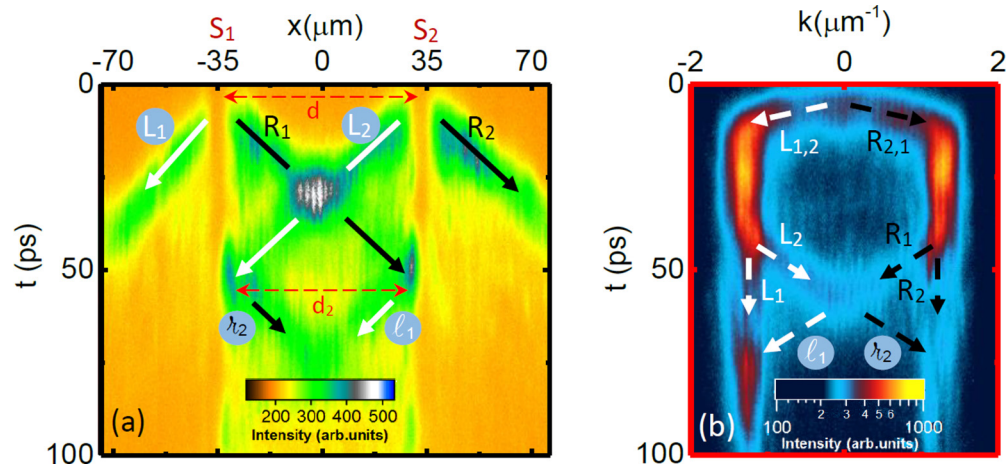 S₁ x(μm) S₂
-70 -35 0 35 70
0
50
100
t (ps)
d
L₁ R₁ L₂ R₂
d₂
𝓇₂ ℓ₁
200 300 400 500
Intensity (arb.units)
(a)
k(μm⁻¹)
-2 0 2
0
50
100
t (ps)
L₁,₂ R₂,₁
L₂ R₁
L₁ R₂
ℓ₁ 𝓇₂
2 3 4 5 6
100 1000
Intensity (arb.units)
(b)